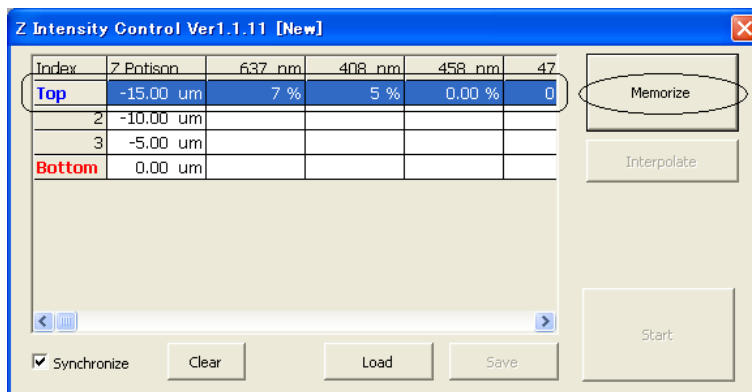 Z Intensity Control Ver1.1.11 [New]
Index Z Potison 637 nm 408 nm 458 nm 47
Top -15.00 um 7 % 5 % 0.00 % 0
2 -10.00 um
3 -5.00 um
Bottom 0.00 um
Memorize
Interpolate
Start
Synchronize Clear Load Save